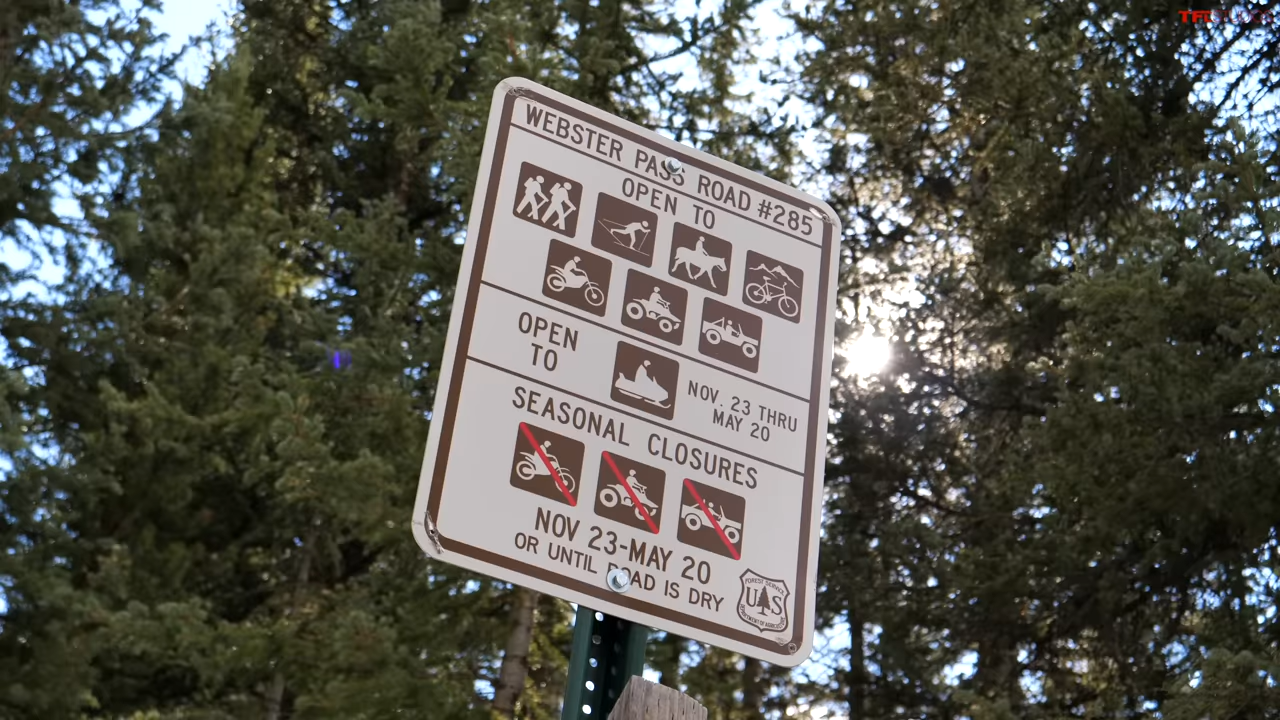 TFLSTUDIOS
WEBSTER PASS ROAD #285
OPEN TO
OPEN
TO
NOV. 23 THRU
MAY 20
SEASONAL CLOSURES
NOV 23-MAY 20
OR UNTIL ROAD IS DRY
FOREST SERVICE
U S
DEPARTMENT OF AGRICULTURE